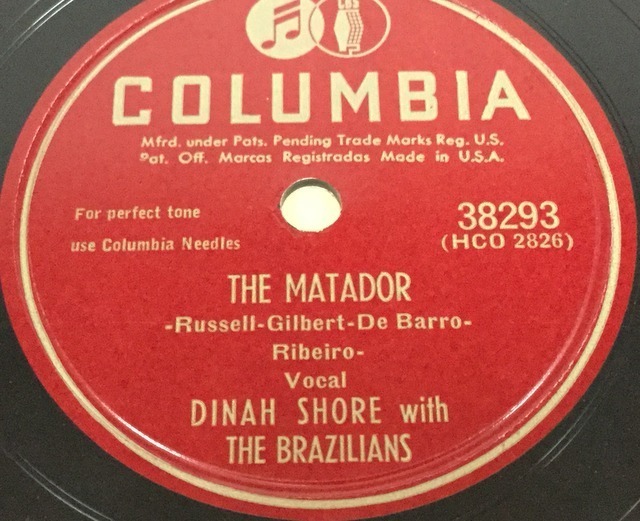 CBS
COLUMBIA
Mfrd. under Pats. Pending Trade Marks Reg. U.S.
Pat. Off. Marcas Registradas Made in U.S.A.
For perfect tone
use Columbia Needles
38293
(HCO 2826)
THE MATADOR
-Russell-Gilbert-De Barro-
Ribeiro-
Vocal
DINAH SHORE with
THE BRAZILIANS